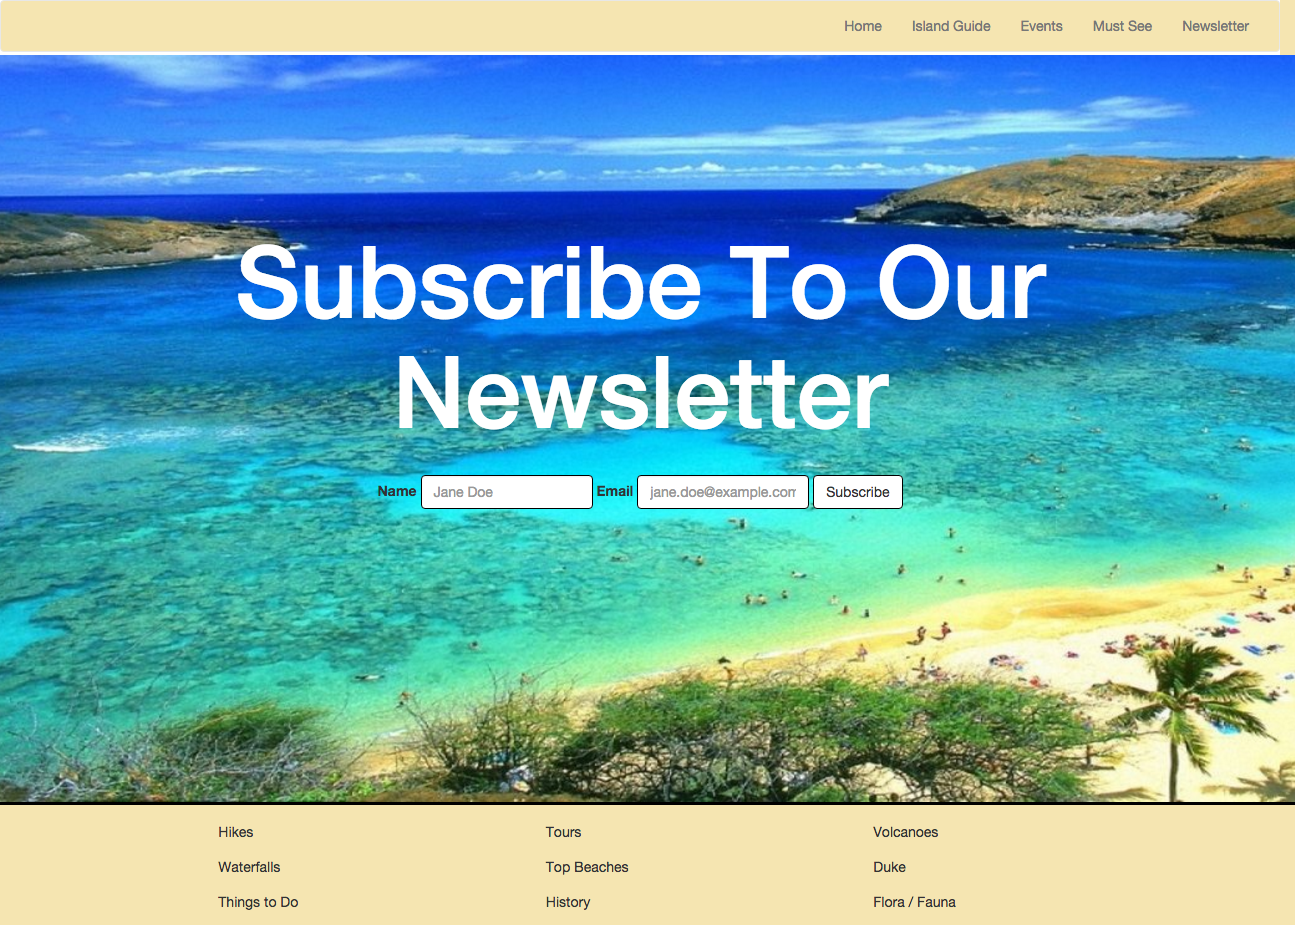 Home Island Guide Events Must See Newsletter
Subscribe To Our
Newsletter
Name Jane Doe Email jane.doe@example.com Subscribe
Hikes Tours Volcanoes
Waterfalls Top Beaches Duke
Things to Do History Flora / Fauna